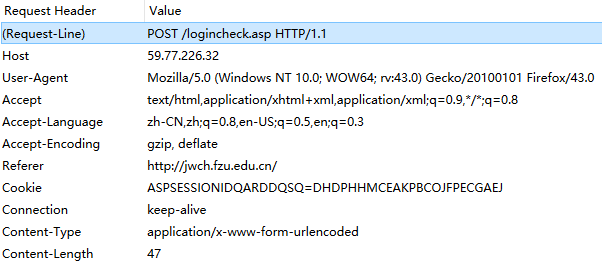 Request Header Value
(Request-Line) POST /logincheck.asp HTTP/1.1
Host 59.77.226.32
User-Agent Mozilla/5.0 (Windows NT 10.0; WOW64; rv:43.0) Gecko/20100101 Firefox/43.0
Accept text/html,application/xhtml+xml,application/xml;q=0.9,*/*;q=0.8
Accept-Language zh-CN,zh;q=0.8,en-US;q=0.5,en;q=0.3
Accept-Encoding gzip, deflate
Referer http://jwch.fzu.edu.cn/
Cookie ASPSESSIONIDQARDDQSQ=DHDPHHMCEAKPBCOJFPECGAEJ
Connection keep-alive
Content-Type application/x-www-form-urlencoded
Content-Length 47